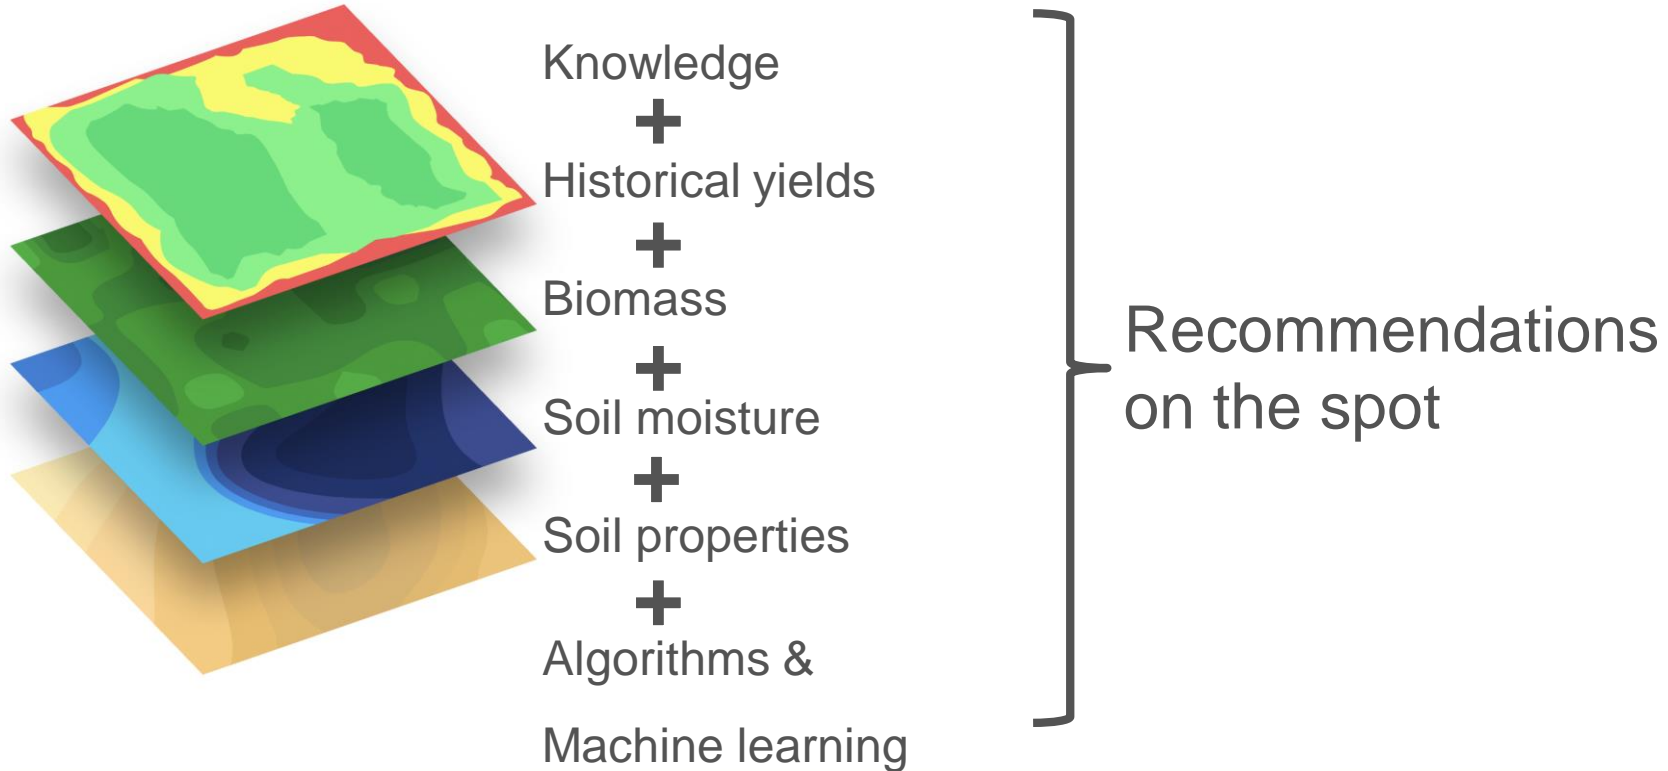 Knowledge
+
Historical yields
+
Biomass
+
Soil moisture
+
Soil properties
+
Algorithms &
Machine learning
Recommendations
on the spot